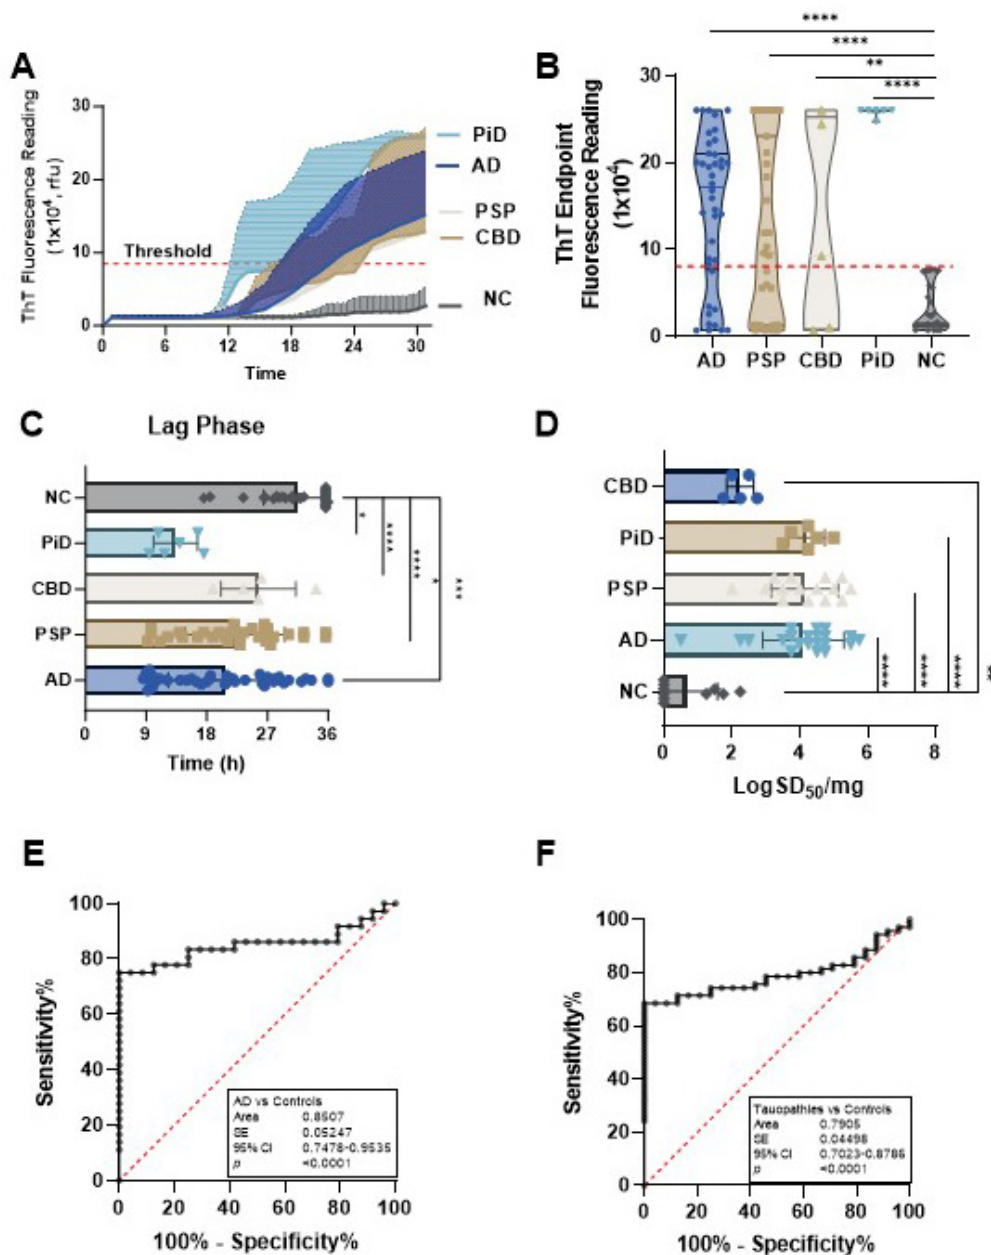 A
ThT Fluorescence Reading
(1x10⁴, rfu)
30
20
10
0
0 6 12 18 24 30
Time
Threshold
PiD
AD
PSP
CBD
NC
B
ThT Endpoint
Fluorescence Reading
(1x10⁴)
30
20
10
0
AD PSP CBD PiD NC
****
****
**
****
C
Lag Phase
NC
PiD
CBD
PSP
AD
0 9 18 27 36
Time (h)
*
****
****
*
***
D
CBD
PiD
PSP
AD
NC
0 2 4 6 8
LogSD₅₀/mg
****
****
****
**
E
Sensitivity%
100
80
60
40
20
0
0 20 40 60 80 100
100% - Specificity%
AD vs Controls
Area 0.8507
SE 0.05247
95% CI 0.7478-0.9535
p <0.0001
F
Sensitivity%
100
80
60
40
20
0
0 20 40 60 80 100
100% - Specificity%
Tauopathies vs Controls
Area 0.7905
SE 0.04498
95% CI 0.7023-0.8786
p <0.0001